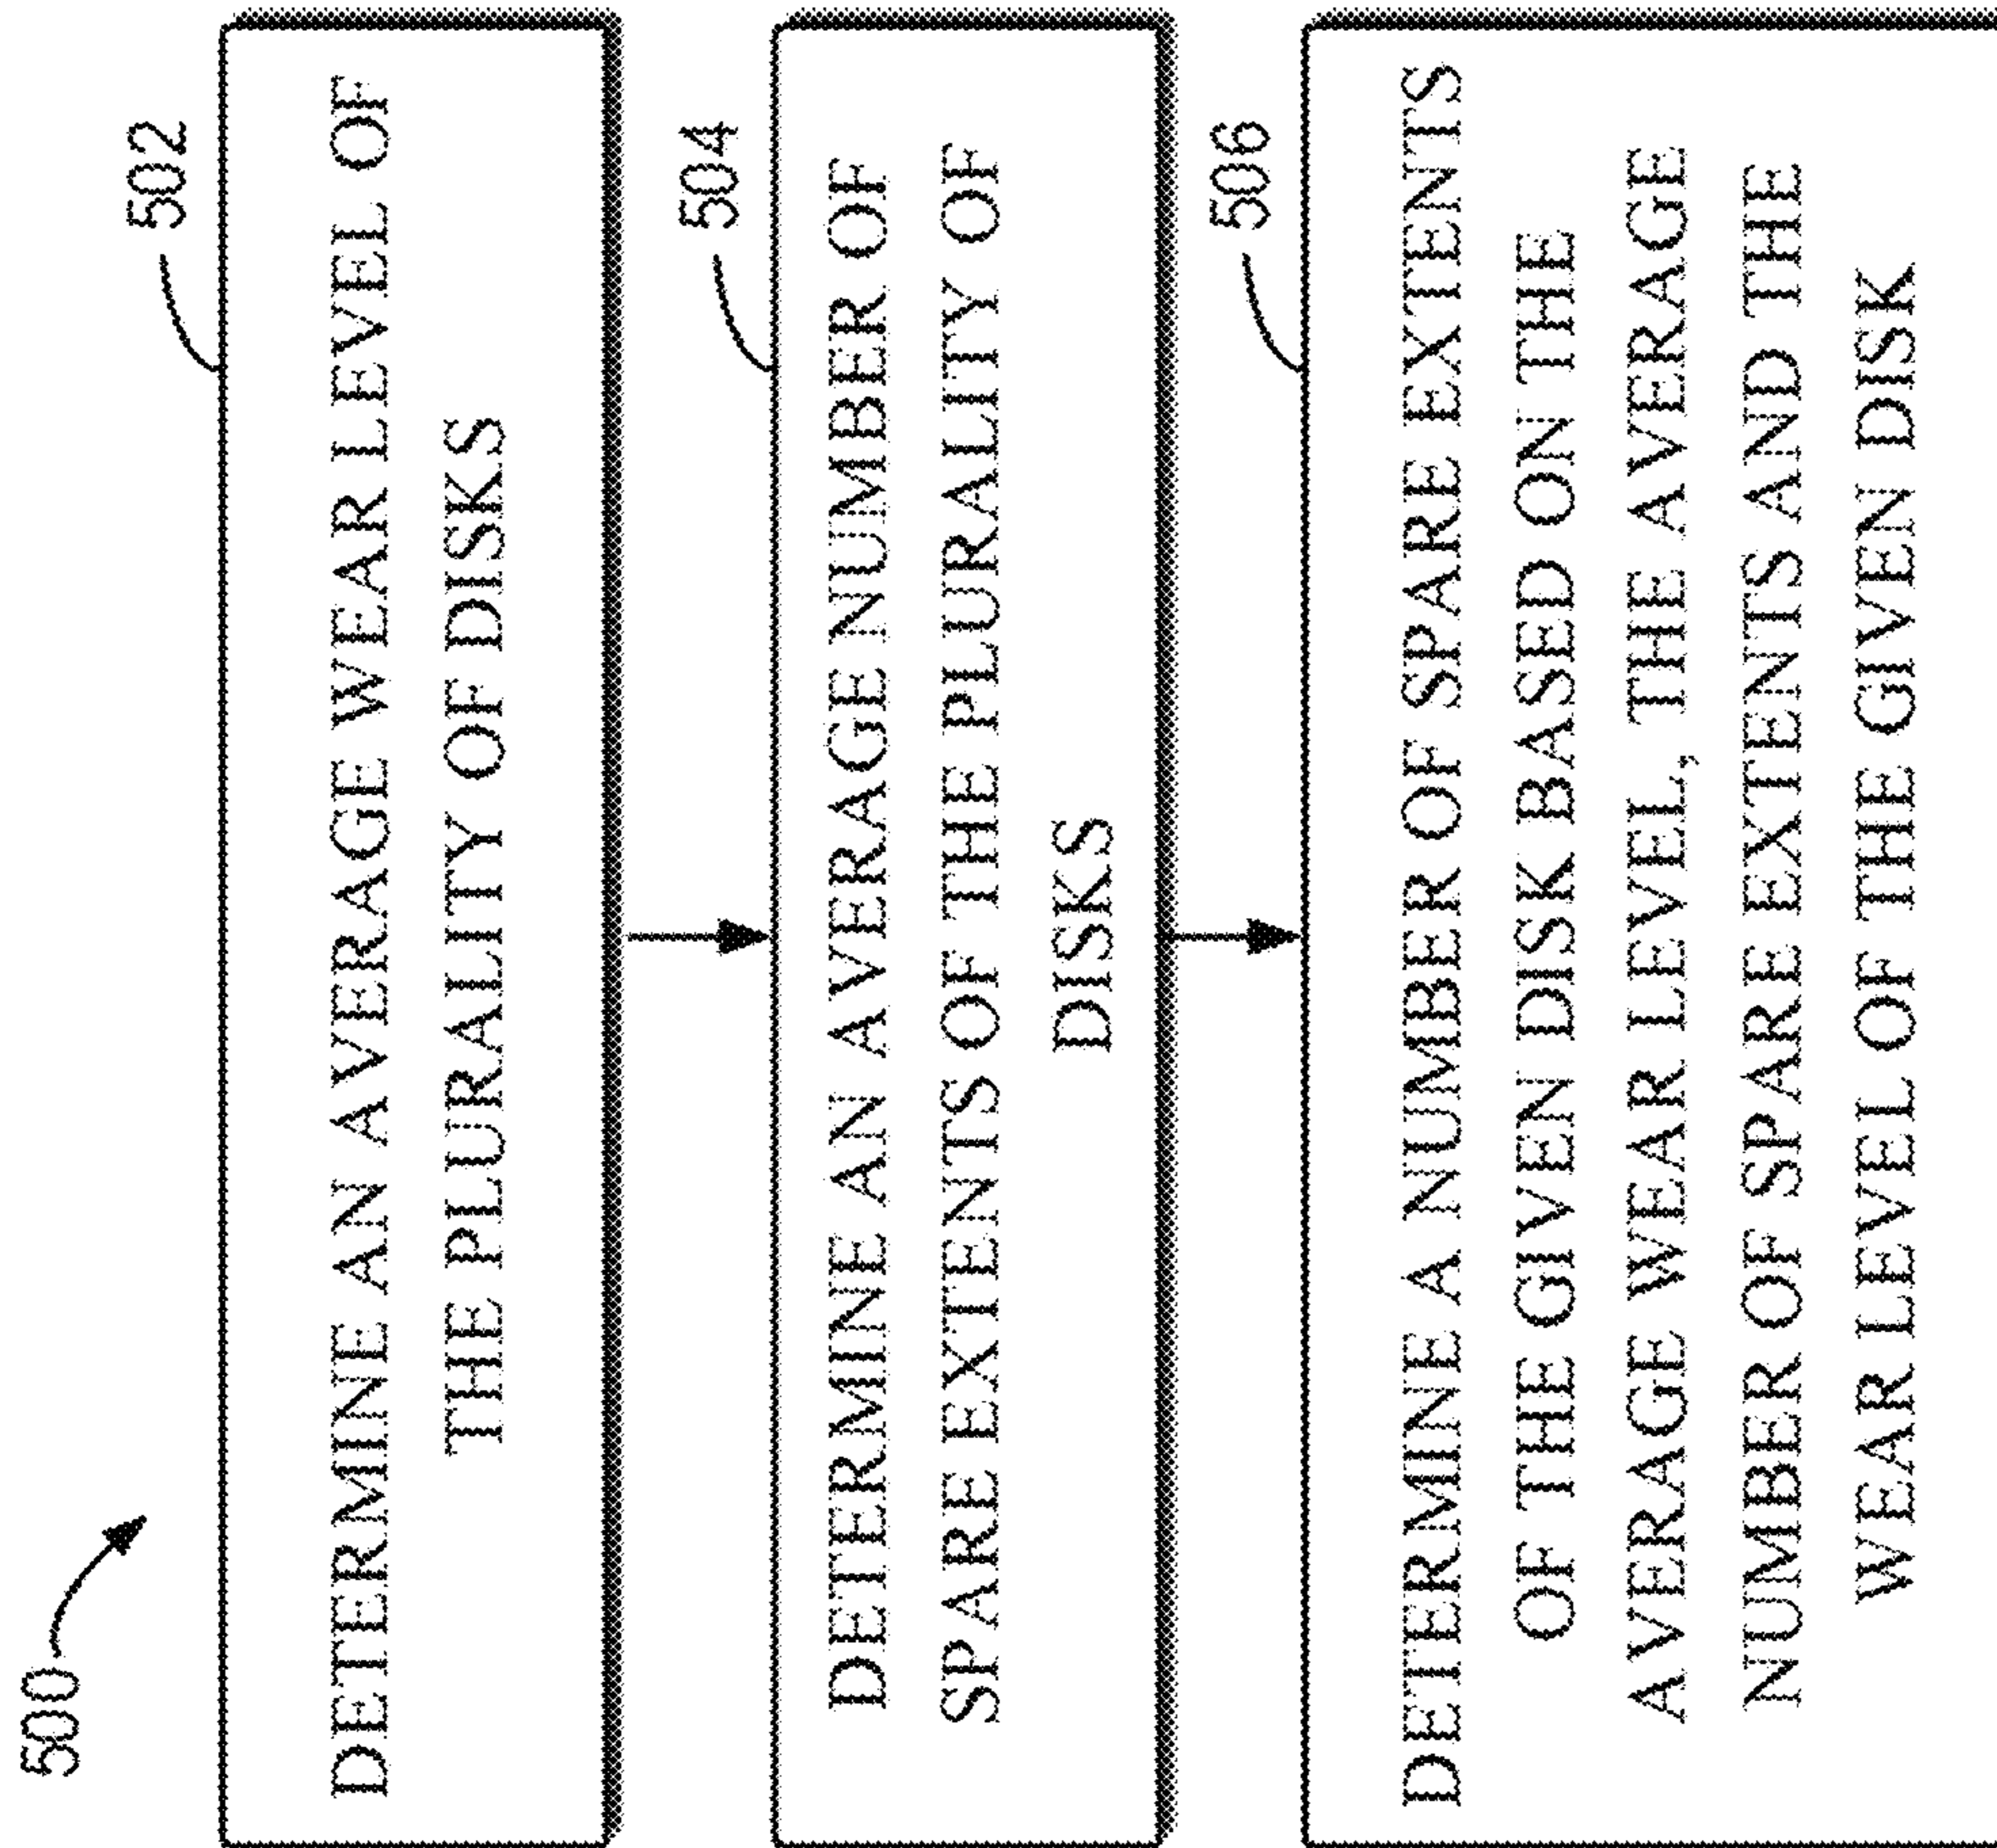 500
502
DETERMINE AN AVERAGE WEAR LEVEL OF
THE PLURALITY OF DISKS
504
DETERMINE AN AVERAGE NUMBER OF
SPARE EXTENTS OF THE PLURALITY OF
DISKS
506
DETERMINE A NUMBER OF SPARE EXTENTS
OF THE GIVEN DISK BASED ON THE
AVERAGE WEAR LEVEL, THE AVERAGE
NUMBER OF SPARE EXTENTS AND THE
WEAR LEVEL OF THE GIVEN DISK